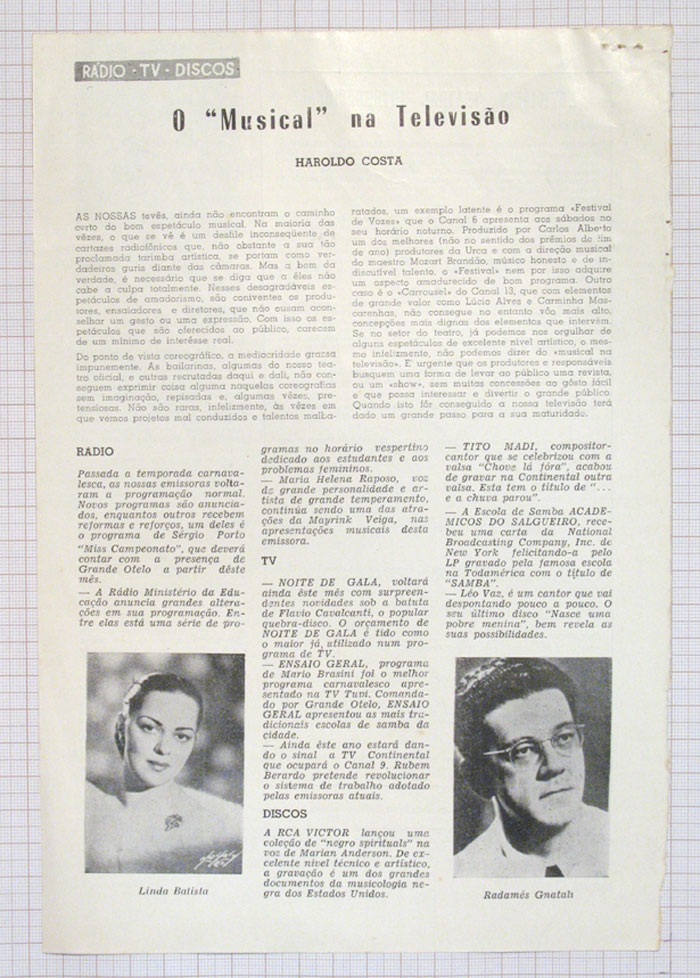 RÁDIO · TV · DISCOS
O "Musical" na Televisão
HAROLDO COSTA
AS NOSSAS tevês, ainda não encontram o caminho
certo do bom espetáculo musical. Na maioria das
vêzes, o que se vê é um desfile inconseqüente de
cartazes radiofônicos que, não obstante a sua tão
proclamada tarimba artística, se portam como ver-
dadeiros guris diante das câmaras. Mas a bem da
verdade, é necessário que se diga que a êles não
cabe a culpa totalmente. Nesses desagradáveis es-
petáculos de amadorismo, são coniventes os produ-
sores, ensaiadores e diretores, que não ousam acon-
selhar um gesto ou uma expressão. Com isso os es-
petáculos que são oferecidos ao público, carecem
de um mínimo de interêsse real.
Do ponto de vista coreográfico, a mediocridade grassa
impunemente. As bailarinas, algumas do nosso tea-
tro oficial, e outras recrutadas daqui e dali, não con-
seguem exprimir coisa alguma naquelas coreografias
sem imaginação, repisadas e, algumas vêzes, pre-
tensiosas. Não são raras, infelizmente, às vêzes em
que vemos projetos mal conduzidos e talentos malba-
ratados, um exemplo latente é o programa «Festival
de Vozes» que o Canal 6 apresenta aos sábados no
seu horário noturno. Produzido por Carlos Alberto
um dos melhores (não no sentido dos prêmios de fim
de ano) produtores da Urca e com a direção musical
do maestro Mozart Brandão, músico honesto e de in-
discutível talento, o «Festival» nem por isso adquire
um aspecto amadurecido de bom programa. Outro
caso é o «Carrousel» do Canal 13, que com elementos
de grande valor como Lúcio Alves e Carminha Mas-
carenhas, não consegue no entanto vôo mais alto,
concepções mais dignas dos elementos que intervêm.
Se no setor do teatro, já podemos nos orgulhar de
alguns espetáculos de excelente nível artístico, o mes-
mo infelizmente, não podemos dizer do «musical na
televisão». É urgente que os produtores e responsáveis
busquem uma forma de levar ao público uma revista,
ou um «show», sem muitas concessões ao gôsto fácil
e que possa interessar e divertir o grande público.
Quando isto fôr conseguido a nossa televisão terá
dado um grande passo para a sua maturidade.
RADIO
Passada a temporada carnava-
lesca, as nossas emissoras volta-
ram a programação normal.
Novos programas são anuncia-
dos, enquanto outros recebem
reformas e reforços, um deles é
o programa de Sérgio Porto
"Miss Campeonato", que deverá
contar com a presença de
Grande Otelo a partir dêste
mês.
— A Rádio Ministério da Edu-
cação anuncia grandes altera-
ções em sua programação. En-
tre elas está uma série de pro-
gramas no horário vespertino
dedicado aos estudantes e aos
problemas femininos.
— Maria Helena Raposo, voz
de grande personalidade e ar-
tista de grande temperamento,
continúa sendo uma das atra-
ções da Mayrink Veiga, nas
apresentações musicais desta
emissora.
TV
— NOITE DE GALA, voltará
ainda êste mês com surpreen-
dentes novidades sob a batuta
de Flavio Cavalcanti, o popular
quebra-disco. O orçamento de
NOITE DE GALA é tido como
o maior já utilizado num pro-
grama de TV.
— ENSAIO GERAL, programa
de Mario Brasini foi o melhor
programa carnavalesco apre-
sentado na TV Tupi. Comanda-
do por Grande Otelo, ENSAIO
GERAL apresentou as mais tra-
dicionais escolas de samba da
cidade.
— Ainda êste ano estará dan-
do o sinal a TV Continental
que ocupará o Canal 9. Rubem
Berardo pretende revolucionar
o sistema de trabalho adotado
pelas emissoras atuais.
DISCOS
A RCA VICTOR lançou uma
coleção de "negro spirituals" na
voz de Marian Anderson. De ex-
celente nível técnico e artístico,
a gravação é um dos grandes
documentos da musicologia ne-
gra dos Estados Unidos.
— TITO MADI, compositor-
cantor que se celebrizou com a
valsa "Chove lá fóra", acabou
de gravar na Continental outra
valsa. Esta tem o título de "...
e a chuva parou".
— A Escola de Samba ACADE-
MICOS DO SALGUEIRO, rece-
beu uma carta da National
Broadcasting Company, Inc. de
New York felicitando-a pelo
LP gravado pela famosa escola
na Todamérica com o título de
"SAMBA".
— Léo Vaz, é um cantor que vai
despontando pouco a pouco. O
seu último disco "Nasce uma
pobre menina", bem revela as
suas possibilidades.
Linda Batista
Radamés Gnatali